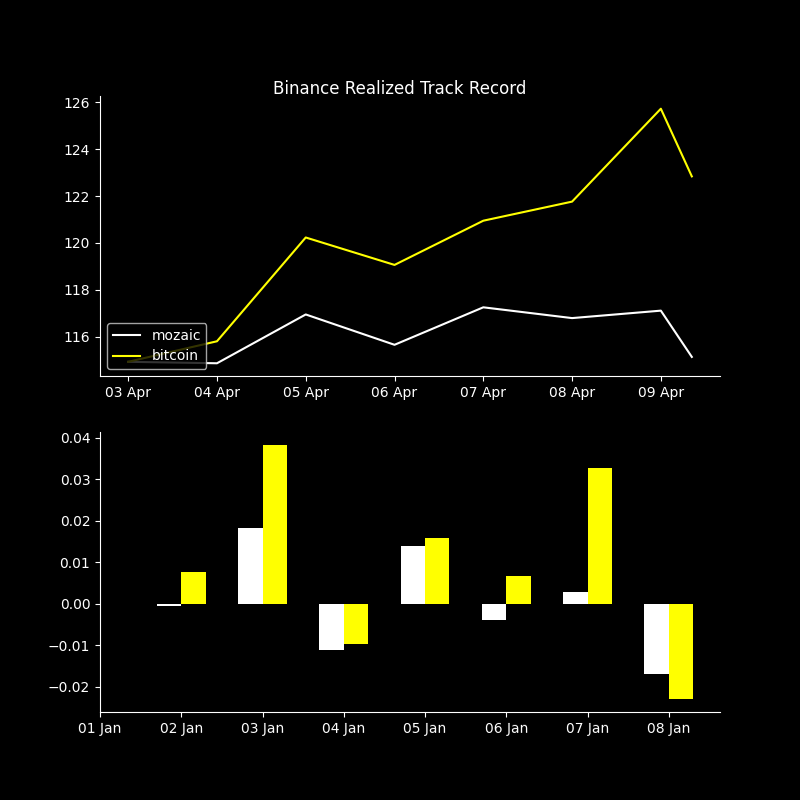 Binance Realized Track Record
126
124
122
120
118
116
mozaic
bitcoin
03 Apr 04 Apr 05 Apr 06 Apr 07 Apr 08 Apr 09 Apr
0.04
0.03
0.02
0.01
0.00
−0.01
−0.02
01 Jan 02 Jan 03 Jan 04 Jan 05 Jan 06 Jan 07 Jan 08 Jan